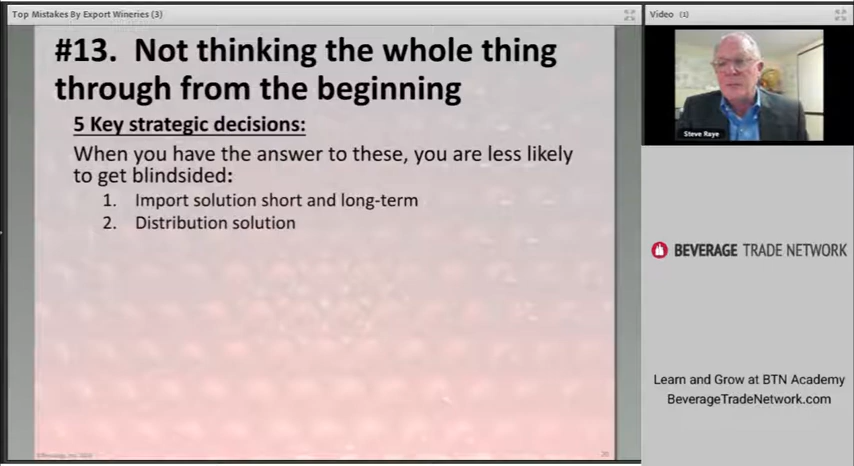 Top Mistakes By Export Wineries (3)
Video (1)
#13. Not thinking the whole thing
through from the beginning
5 Key strategic decisions:
When you have the answer to these, you are less likely
to get blindsided:
1. Import solution short and long-term
2. Distribution solution
Steve Raye
BEVERAGE TRADE NETWORK
Learn and Grow at BTN Academy
BeverageTradeNetwork.com